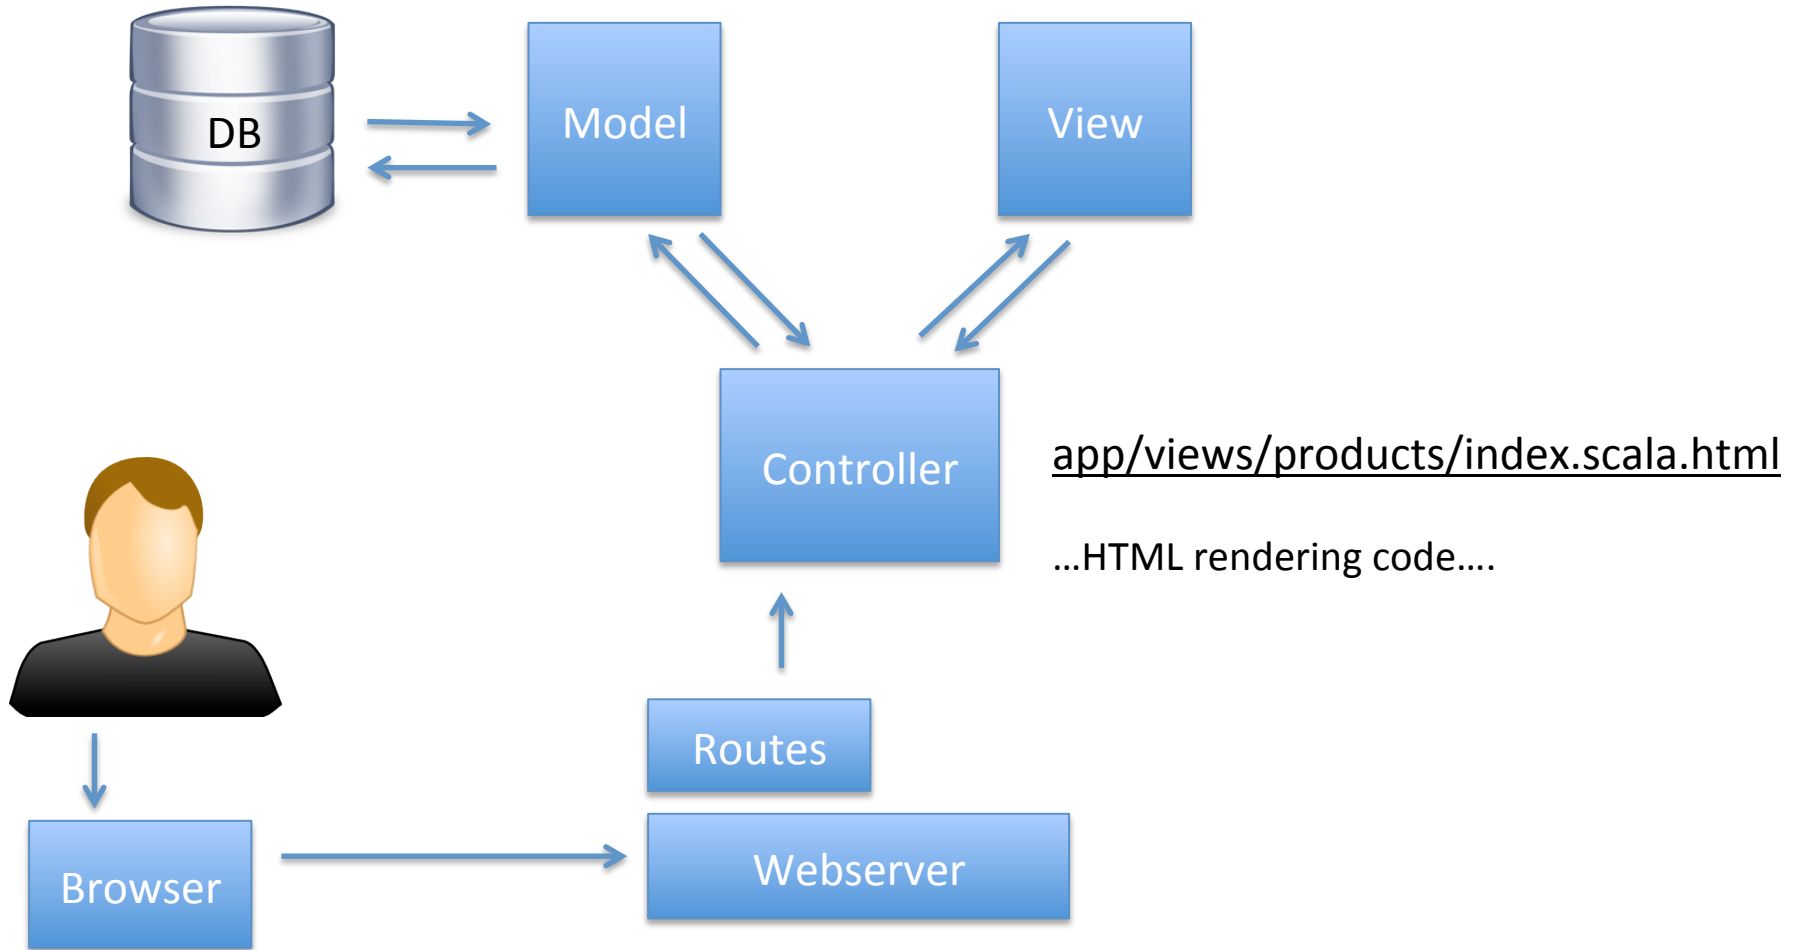 DB
Model
View
Controller
app/views/products/index.scala.html
…HTML rendering code….
Routes
Webserver
Browser